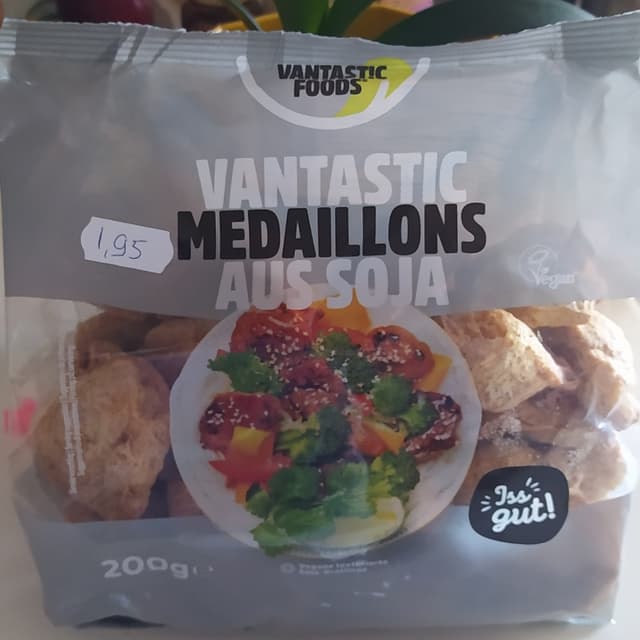 VANTASTIC
FOODS
VANTASTIC
MEDAILLONS
AUS SOJA
1,95
Vegan
Iss
gut!
200g